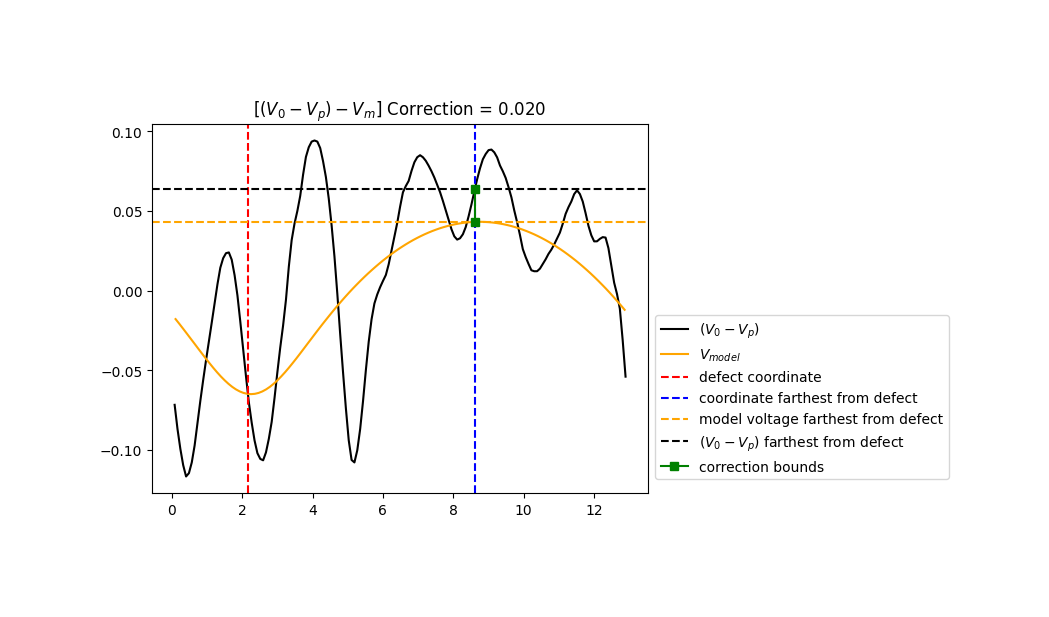 [(V₀ − Vₚ) − Vₘ] Correction = 0.020
0.10
0.05
0.00
−0.05
−0.10
0 2 4 6 8 10 12
(V₀ − Vₚ)
V_model
defect coordinate
coordinate farthest from defect
model voltage farthest from defect
(V₀ − Vₚ) farthest from defect
correction bounds